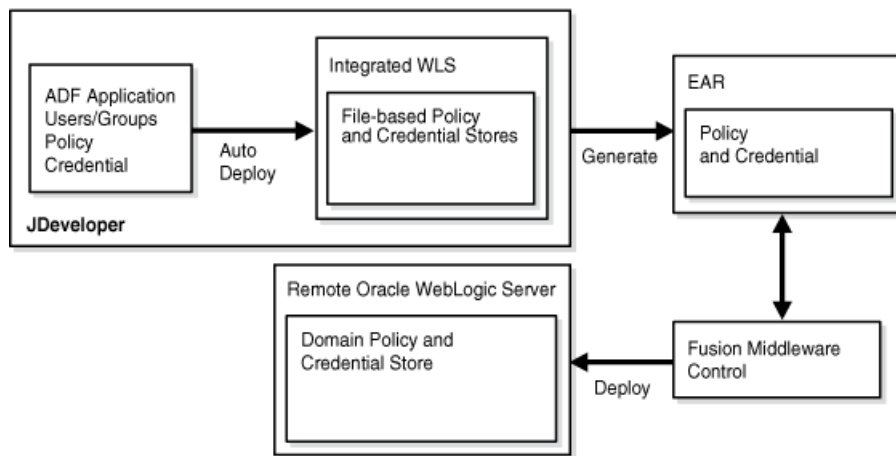 ADF Application
Users/Groups
Policy
Credential
Auto
Deploy
Integrated WLS
File-based Policy
and Credential Stores
JDeveloper
Generate
EAR
Policy
and Credential
Remote Oracle WebLogic Server
Domain Policy and
Credential Store
Deploy
Fusion Middleware
Control